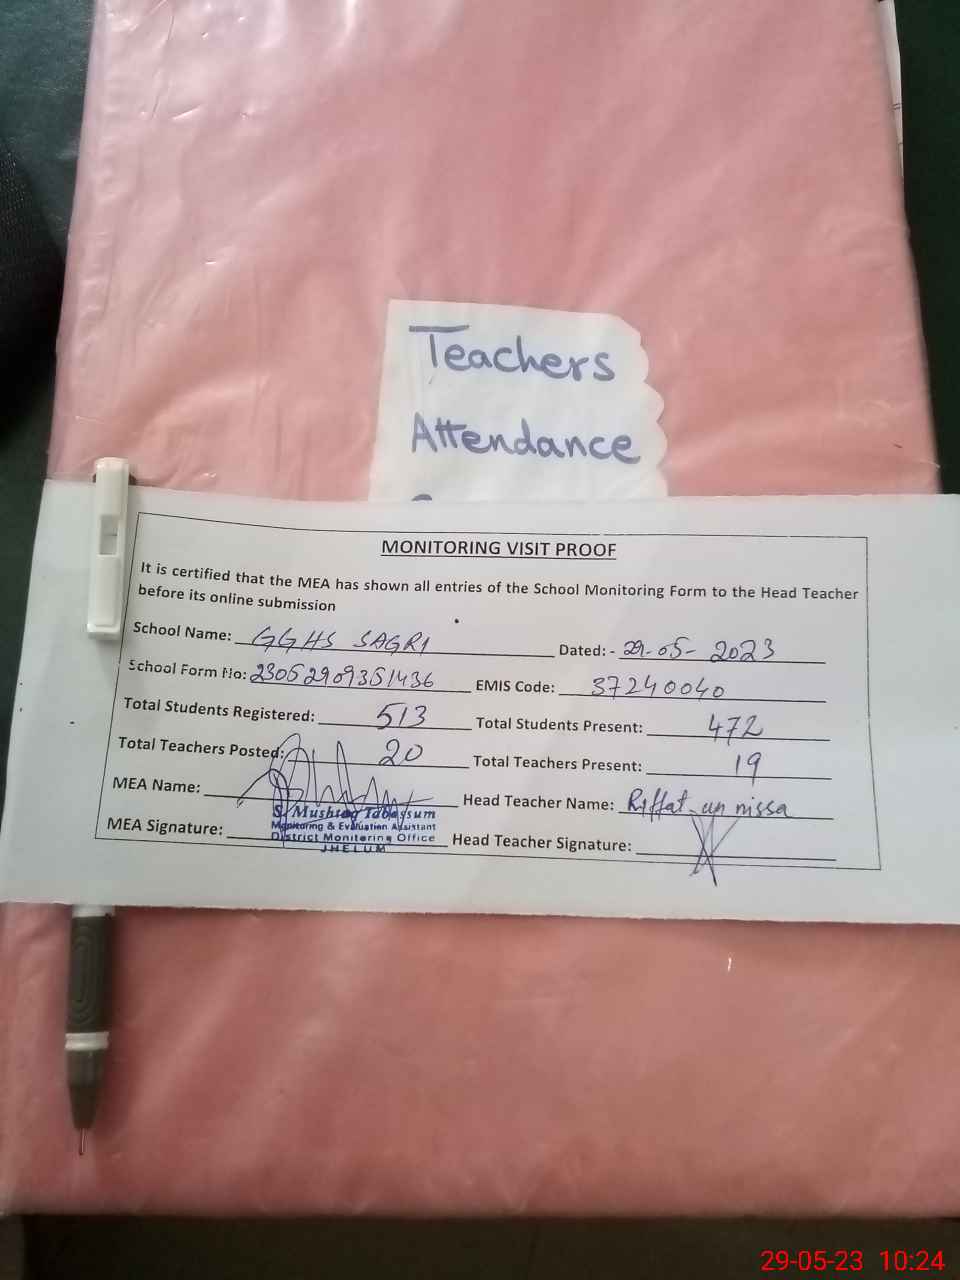 Teachers
Attendance
MONITORING VISIT PROOF
It is certified that the MEA has shown all entries of the School Monitoring Form to the Head Teacher
before its online submission
School Name: GGHS SAGRI Dated: - 29-05-2023
School Form No: 23052909351436 EMIS Code: 37240040
Total Students Registered: 513 Total Students Present: 472
Total Teachers Posted: 20 Total Teachers Present: 19
MEA Name: Head Teacher Name: Riffat-un nissa
S. Mushtaq Tabassum
Monitoring & Evaluation Assistant
MEA Signature: Head Teacher Signature:
District Monitoring Office
JHELUM
29-05-23 10:24